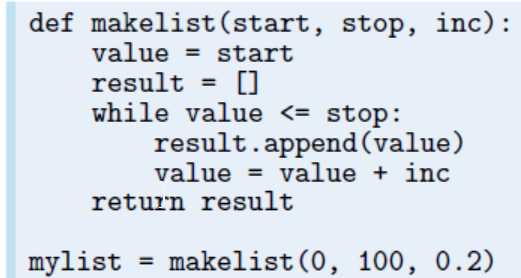 def makelist(start, stop, inc):
    value = start
    result = []
    while value <= stop:
        result.append(value)
        value = value + inc
    return result

mylist = makelist(0, 100, 0.2)